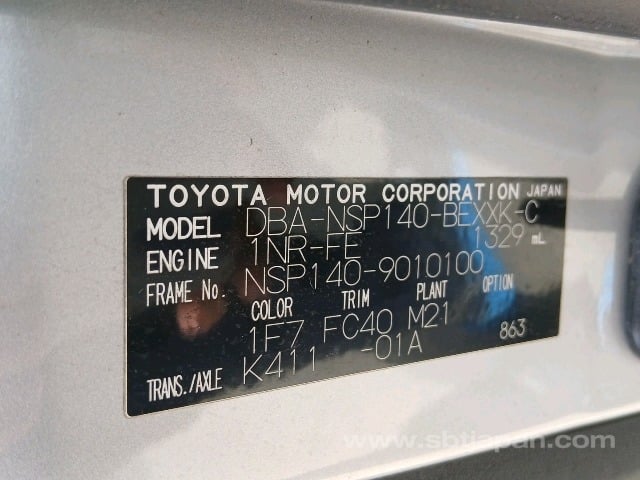 TOYOTA MOTOR CORPORATION JAPAN
MODEL DBA-NSP140-BEXXK-C
ENGINE 1NR-FE 1329 mL
FRAME No. NSP140-9010100
COLOR TRIM PLANT OPTION
1F7 FC40 M21 863
TRANS./AXLE K411 -01A
www.sbtjapan.com